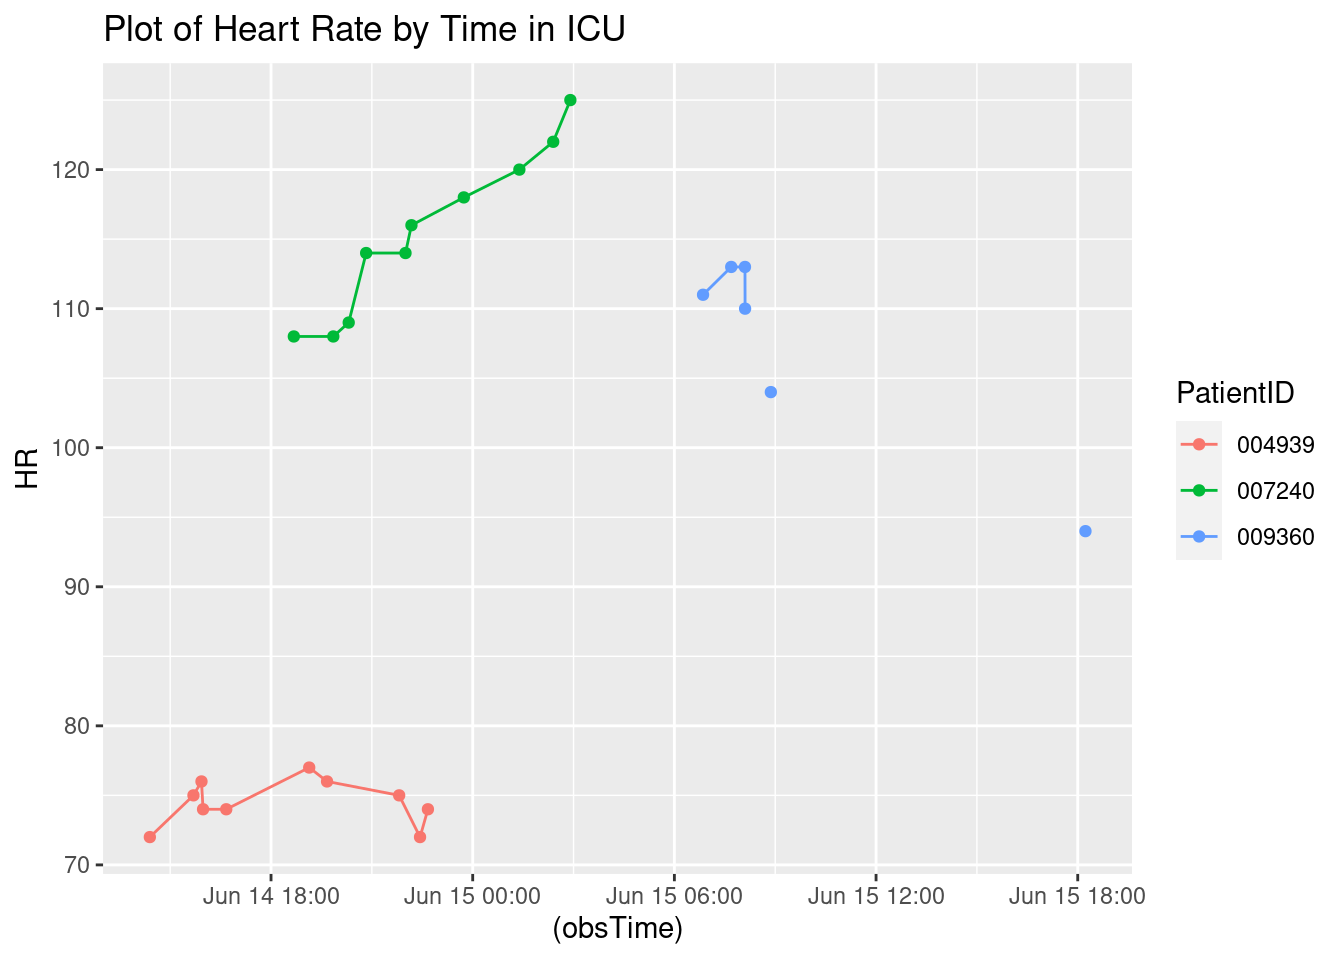 Plot of Heart Rate by Time in ICU
HR
120
110
100
90
80
70
Jun 14 18:00
Jun 15 00:00
Jun 15 06:00
Jun 15 12:00
Jun 15 18:00
(obsTime)
PatientID
004939
007240
009360